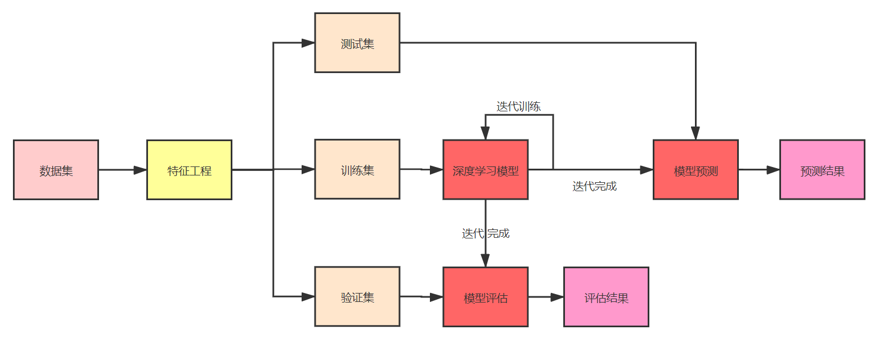 测试集
迭代训练
数据集
特征工程
训练集
深度学习模型
迭代完成
模型预测
预测结果
迭代 完成
验证集
模型评估
评估结果